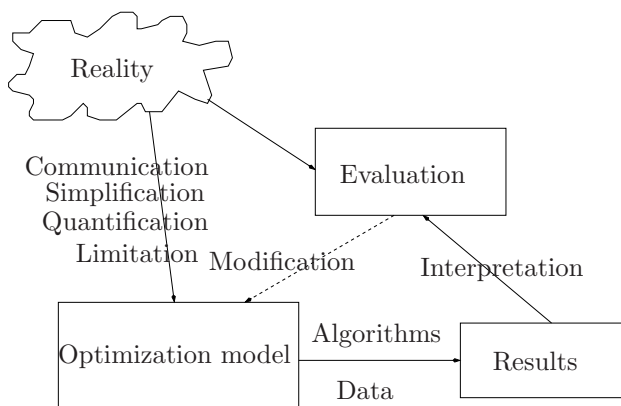 Reality
Communication
Simplification
Quantification
Limitation
Evaluation
Modification
Interpretation
Optimization model
Algorithms
Data
Results